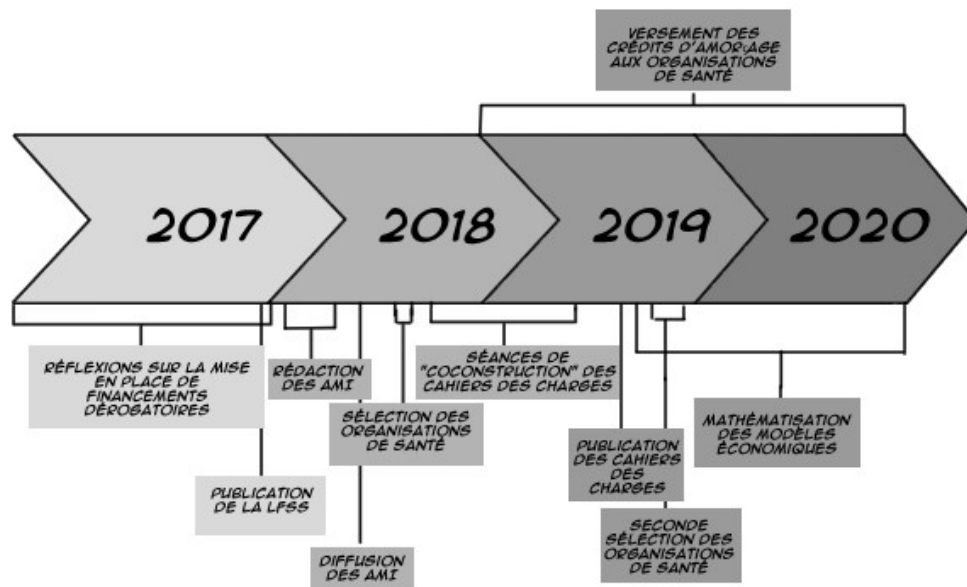 VERSEMENT DES
CRÉDITS D'AMORÇAGE
AUX ORGANISATIONS
DE SANTÉ
2017
2018
2019
2020
RÉFLEXIONS SUR LA MISE
EN PLACE DE
FINANCEMENTS
DÉROGATOIRES
RÉDACTION
DES AMI
SÉANCES DE
"COCONSTRUCTION" DES
CAHIERS DES CHARGES
SÉLECTION DES
ORGANISATIONS
DE SANTÉ
MATHÉMATISATION
DES MODÈLES
ÉCONOMIQUES
PUBLICATION
DES CAHIERS
DES
CHARGES
PUBLICATION
DE LA LFSS
SECONDE
SÉLECTION DES
ORGANISATIONS
DE SANTÉ
DIFFUSION
DES AMI